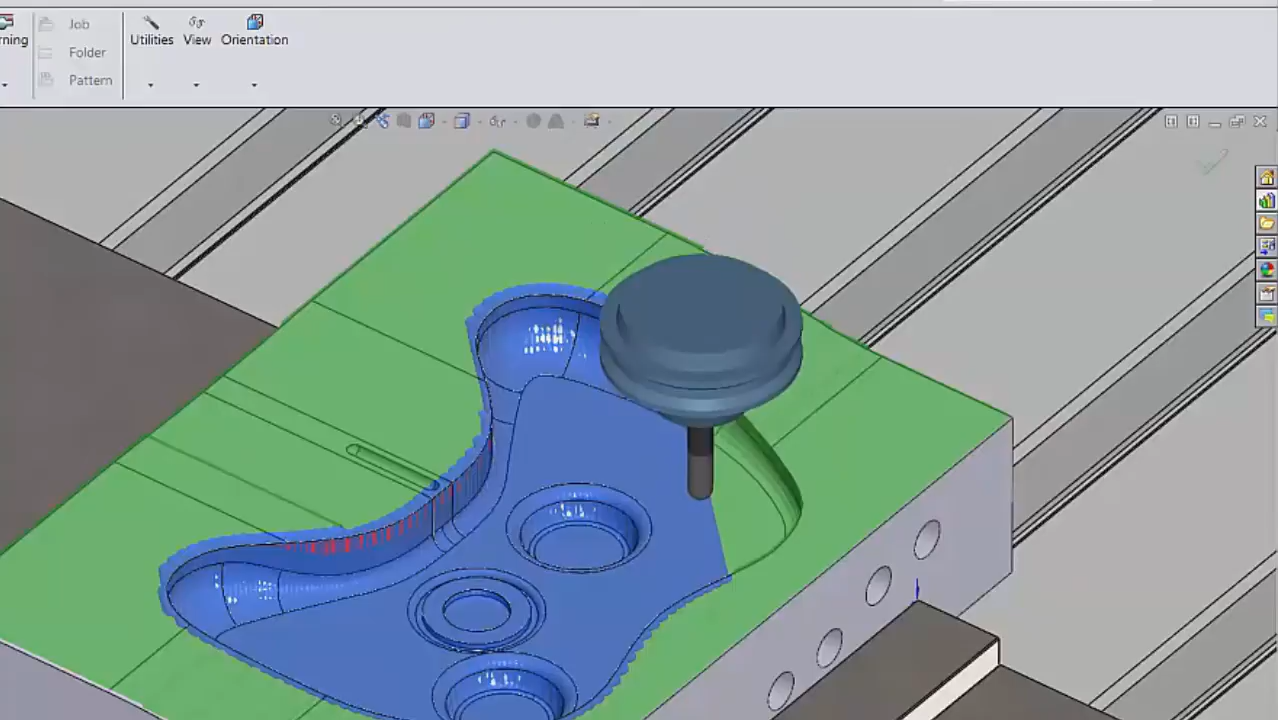 rning
Job
Folder
Pattern
Utilities
View
Orientation